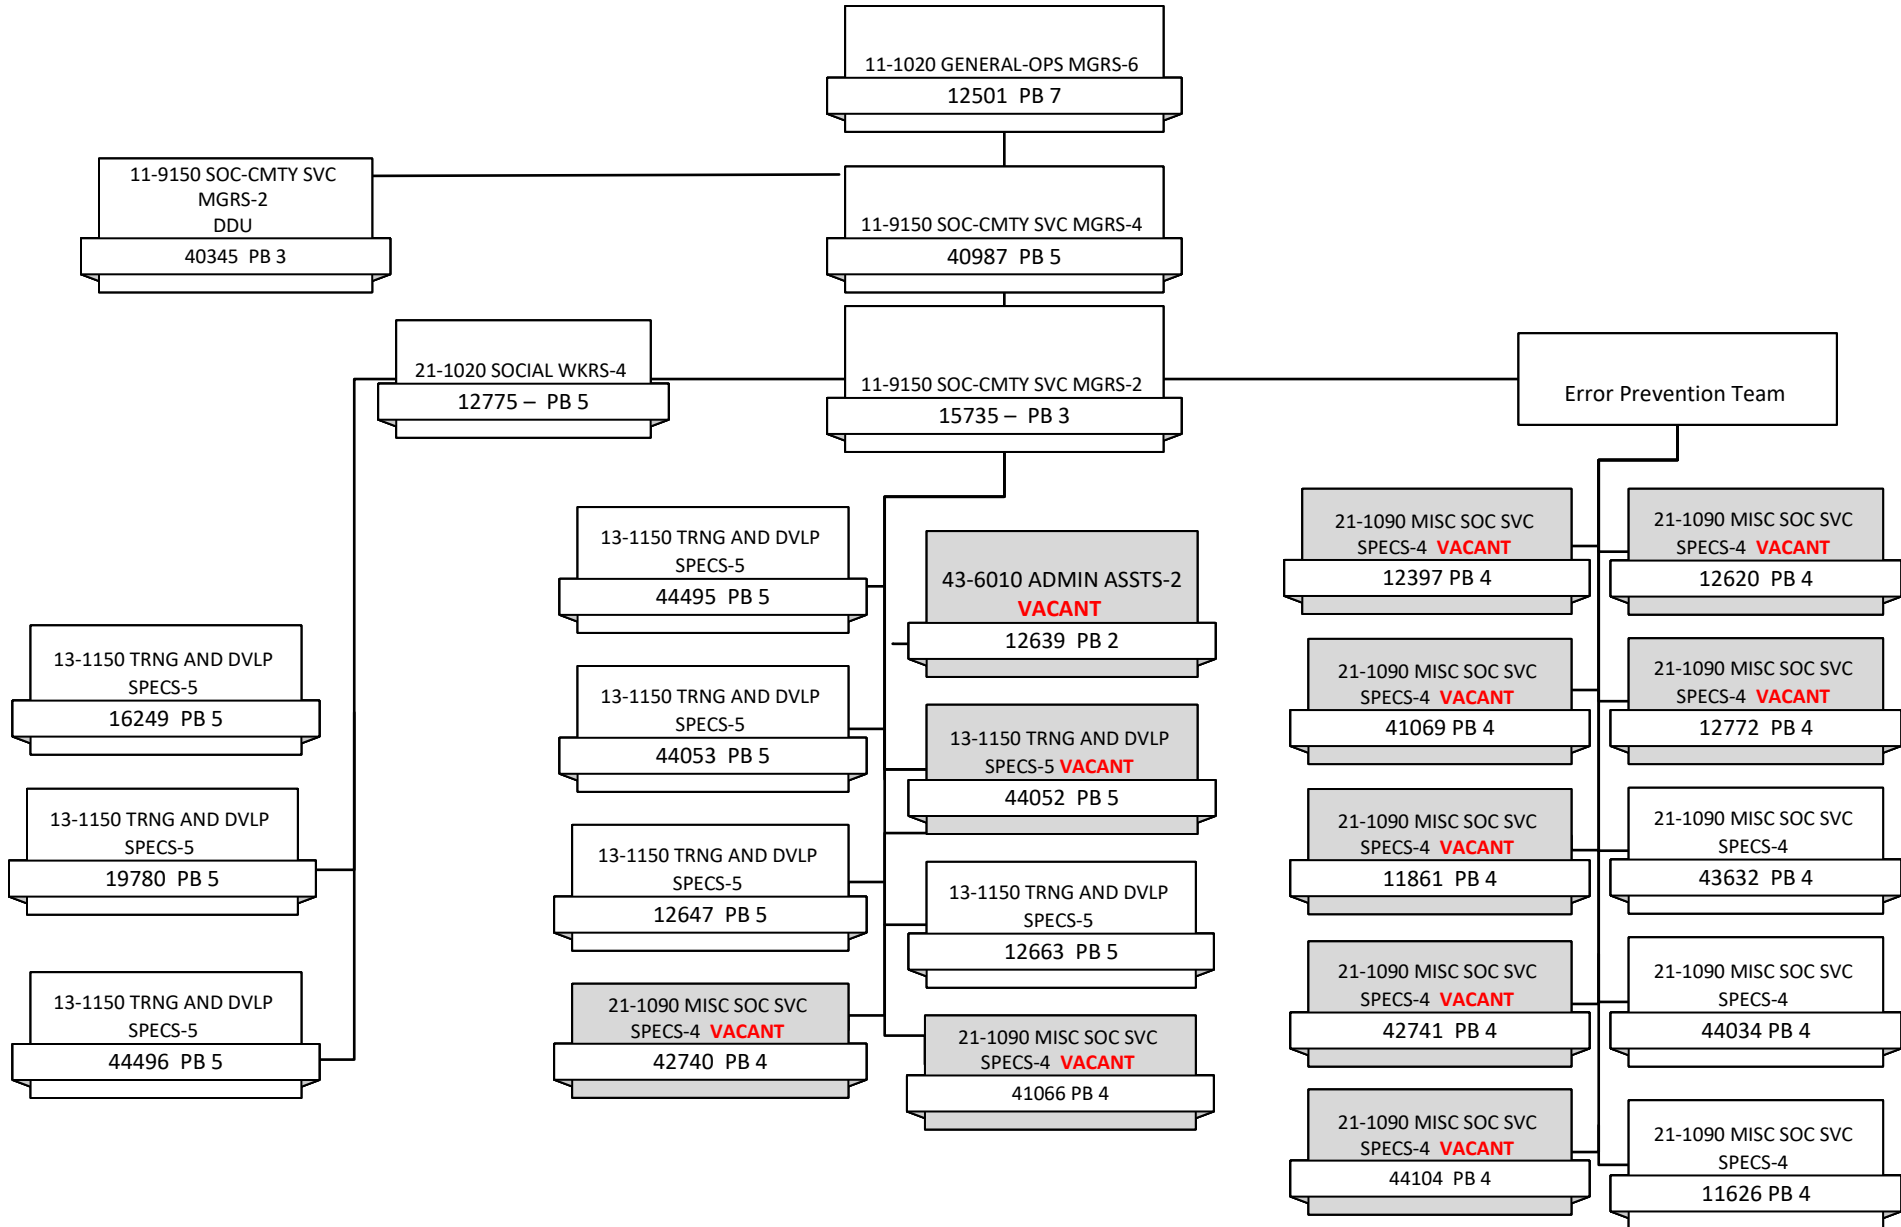 11-1020 GENERAL-OPS MGRS-6
12501 PB 7
11-9150 SOC-CMTY SVC
MGRS-2
DDU
40345 PB 3
11-9150 SOC-CMTY SVC MGRS-4
40987 PB 5
21-1020 SOCIAL WKRS-4
12775 – PB 5
11-9150 SOC-CMTY SVC MGRS-2
15735 – PB 3
Error Prevention Team
13-1150 TRNG AND DVLP
SPECS-5
16249 PB 5
13-1150 TRNG AND DVLP
SPECS-5
19780 PB 5
13-1150 TRNG AND DVLP
SPECS-5
44496 PB 5
13-1150 TRNG AND DVLP
SPECS-5
44495 PB 5
43-6010 ADMIN ASSTS-2
VACANT
12639 PB 2
13-1150 TRNG AND DVLP
SPECS-5
44053 PB 5
13-1150 TRNG AND DVLP
SPECS-5 VACANT
44052 PB 5
13-1150 TRNG AND DVLP
SPECS-5
12647 PB 5
13-1150 TRNG AND DVLP
SPECS-5
12663 PB 5
21-1090 MISC SOC SVC
SPECS-4 VACANT
42740 PB 4
21-1090 MISC SOC SVC
SPECS-4 VACANT
41066 PB 4
21-1090 MISC SOC SVC
SPECS-4 VACANT
12397 PB 4
21-1090 MISC SOC SVC
SPECS-4 VACANT
12620 PB 4
21-1090 MISC SOC SVC
SPECS-4 VACANT
41069 PB 4
21-1090 MISC SOC SVC
SPECS-4 VACANT
12772 PB 4
21-1090 MISC SOC SVC
SPECS-4 VACANT
11861 PB 4
21-1090 MISC SOC SVC
SPECS-4
43632 PB 4
21-1090 MISC SOC SVC
SPECS-4 VACANT
42741 PB 4
21-1090 MISC SOC SVC
SPECS-4
44034 PB 4
21-1090 MISC SOC SVC
SPECS-4 VACANT
44104 PB 4
21-1090 MISC SOC SVC
SPECS-4
11626 PB 4